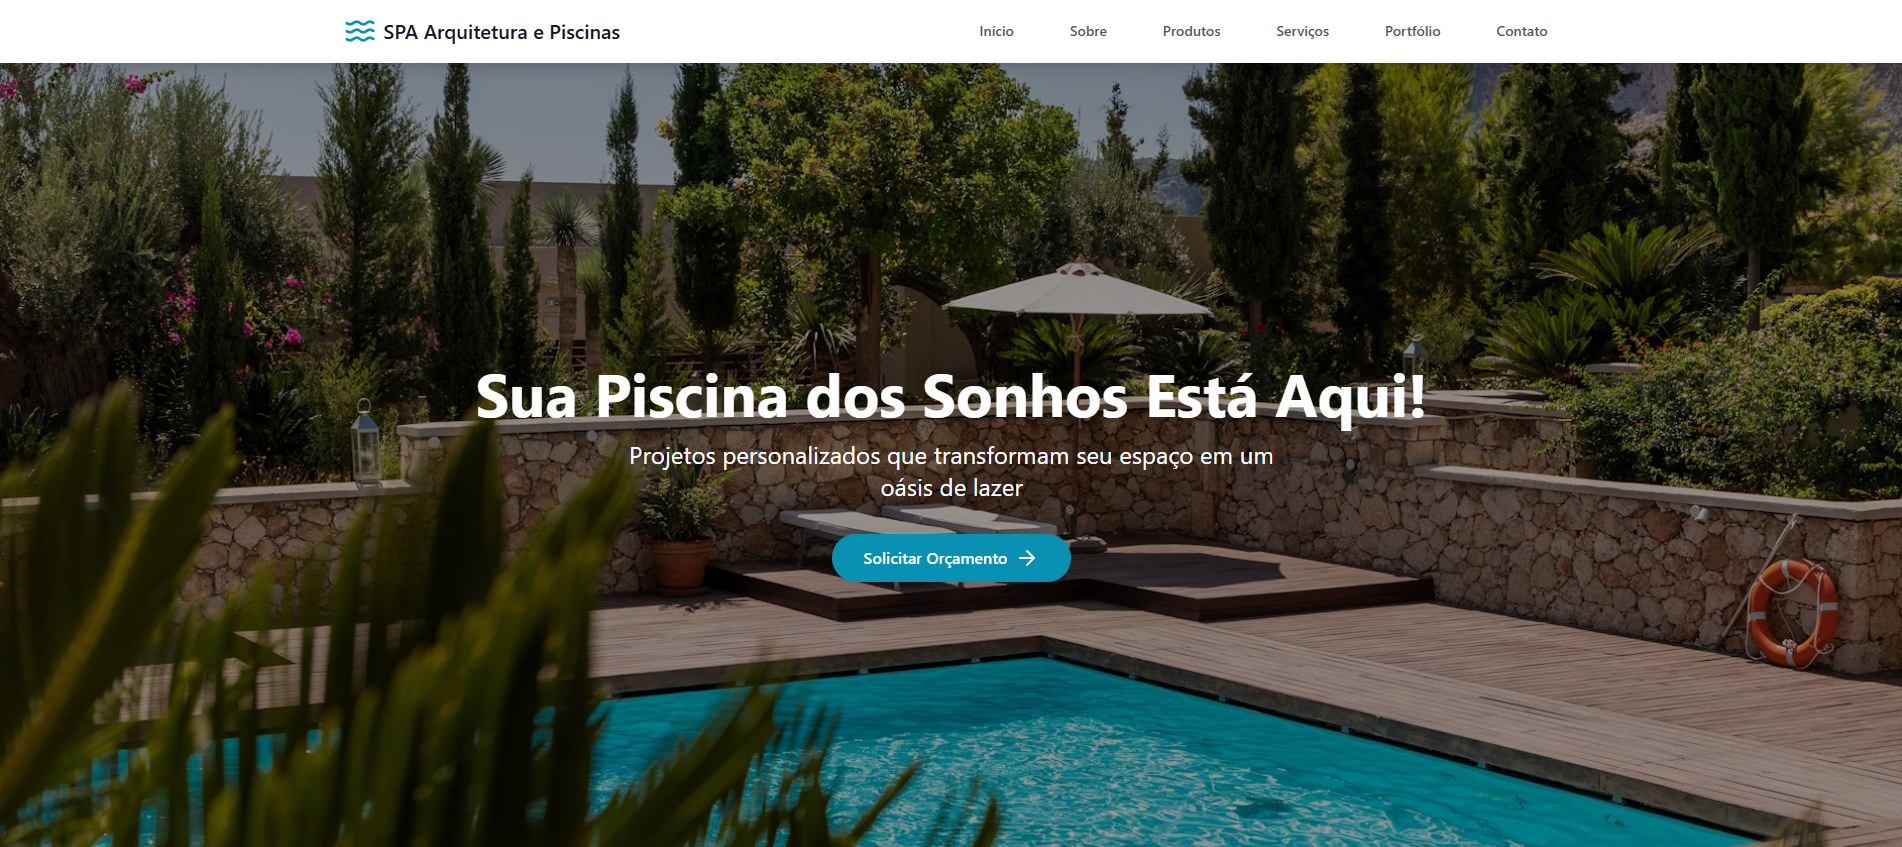 SPA Arquitetura e Piscinas
Início
Sobre
Produtos
Serviços
Portfólio
Contato
Sua Piscina dos Sonhos Está Aqui!
Projetos personalizados que transformam seu espaço em um
oásis de lazer
Solicitar Orçamento